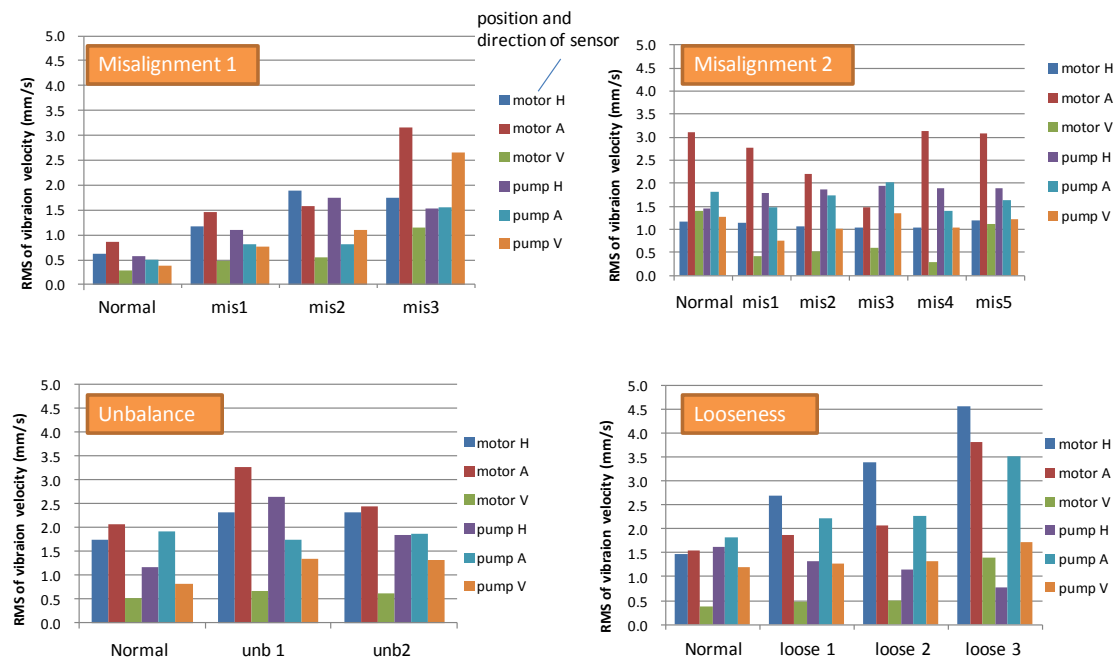 position and
direction of sensor
Misalignment 1
RMS of vibraion velocity (mm/s)
5.0
4.5
4.0
3.5
3.0
2.5
2.0
1.5
1.0
0.5
0.0
Normal mis1 mis2 mis3
motor H
motor A
motor V
pump H
pump A
pump V
Misalignment 2
RMS of vibraion velocity (mm/s)
5.0
4.5
4.0
3.5
3.0
2.5
2.0
1.5
1.0
0.5
0.0
Normal mis1 mis2 mis3 mis4 mis5
motor H
motor A
motor V
pump H
pump A
pump V
Unbalance
RMS of vibraion velocity (mm/s)
5.0
4.5
4.0
3.5
3.0
2.5
2.0
1.5
1.0
0.5
0.0
Normal unb 1 unb2
motor H
motor A
motor V
pump H
pump A
pump V
Looseness
RMS of vibraion velocity (mm/s)
5.0
4.5
4.0
3.5
3.0
2.5
2.0
1.5
1.0
0.5
0.0
Normal loose 1 loose 2 loose 3
motor H
motor A
motor V
pump H
pump A
pump V